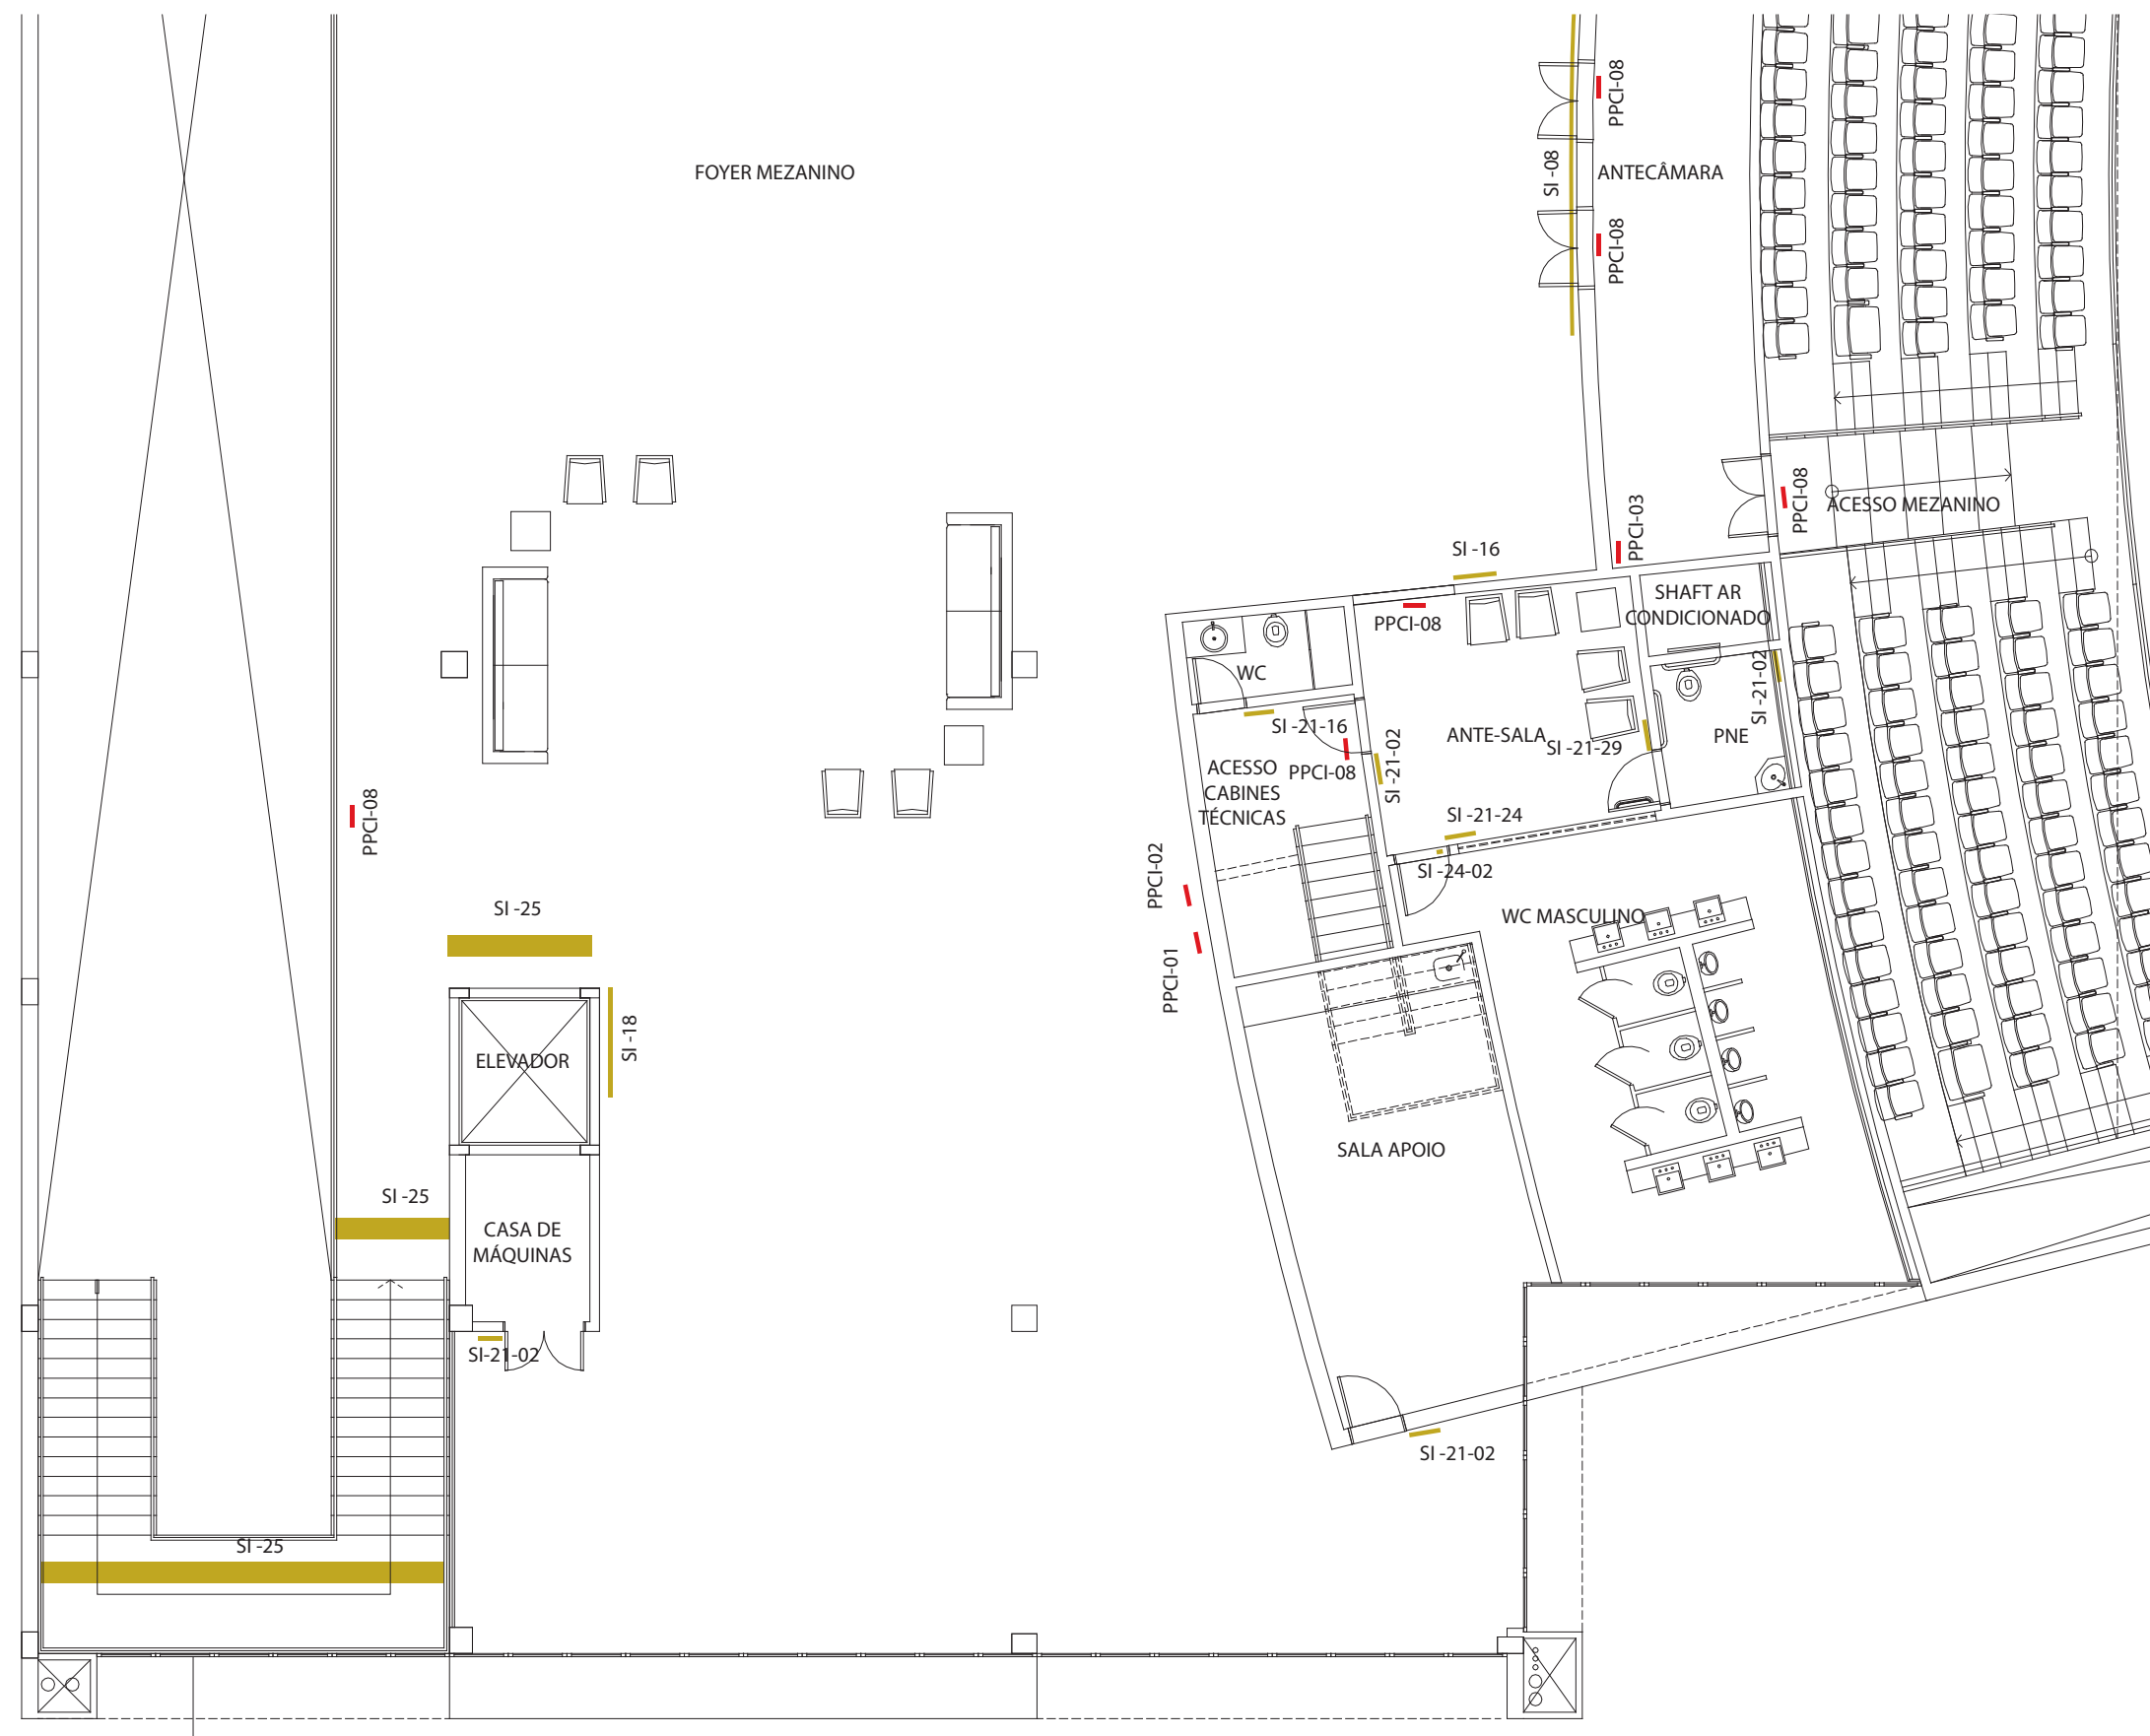 PPCI-08
SI -08
FOYER MEZANINO
ANTECÂMARA
PPCI-08
PPCI-08
ACESSO MEZANINO
PPCI-03
SI -16
SHAFT AR
CONDICIONADO
PPCI-08
WC
SI -21-02
SI -21-16
ANTE-SALA
SI -21-29
PNE
PPCI-08
SI -21-02
ACESSO
CABINES
TÉCNICAS
PPCI-08
SI -21-24
SI -24-02
PPCI-02
SI -25
WC MASCULINO
PPCI-01
SI -18
ELEVADOR
SALA APOIO
SI -25
CASA DE
MÁQUINAS
SI-21-02
SI -21-02
SI -25